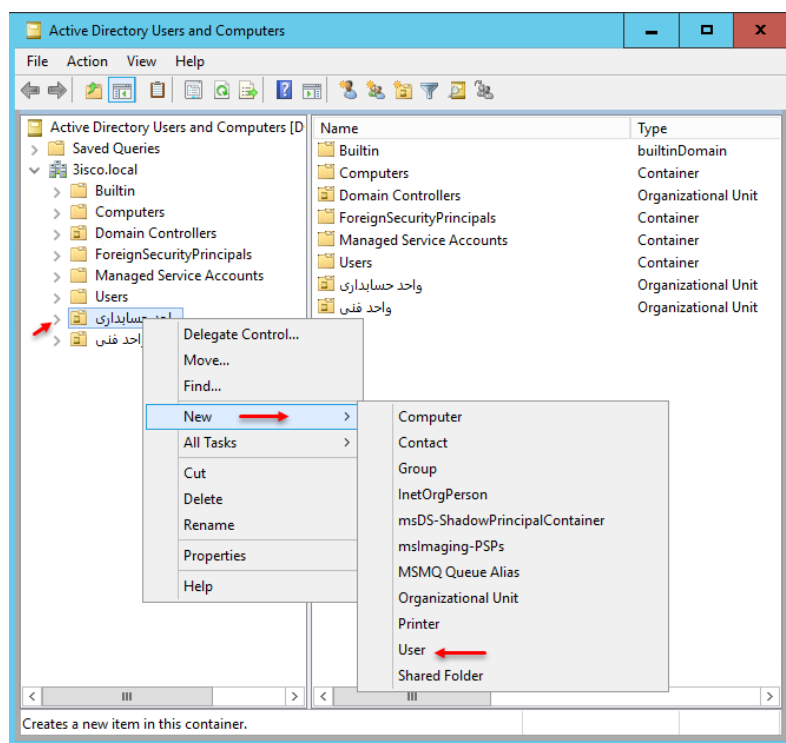 Active Directory Users and Computers
File Action View Help
Active Directory Users and Computers [D
Saved Queries
3isco.local
Builtin
Computers
Domain Controllers
ForeignSecurityPrincipals
Managed Service Accounts
Users
واحد حسابداری
واحد فنی
Name Type
Builtin builtinDomain
Computers Container
Domain Controllers Organizational Unit
ForeignSecurityPrincipals Container
Managed Service Accounts Container
Users Container
واحد حسابداری Organizational Unit
واحد فنی Organizational Unit
Delegate Control...
Move...
Find...
New
All Tasks
Cut
Delete
Rename
Properties
Help
Computer
Contact
Group
InetOrgPerson
msDS-ShadowPrincipalContainer
msImaging-PSPs
MSMQ Queue Alias
Organizational Unit
Printer
User
Shared Folder
Creates a new item in this container.